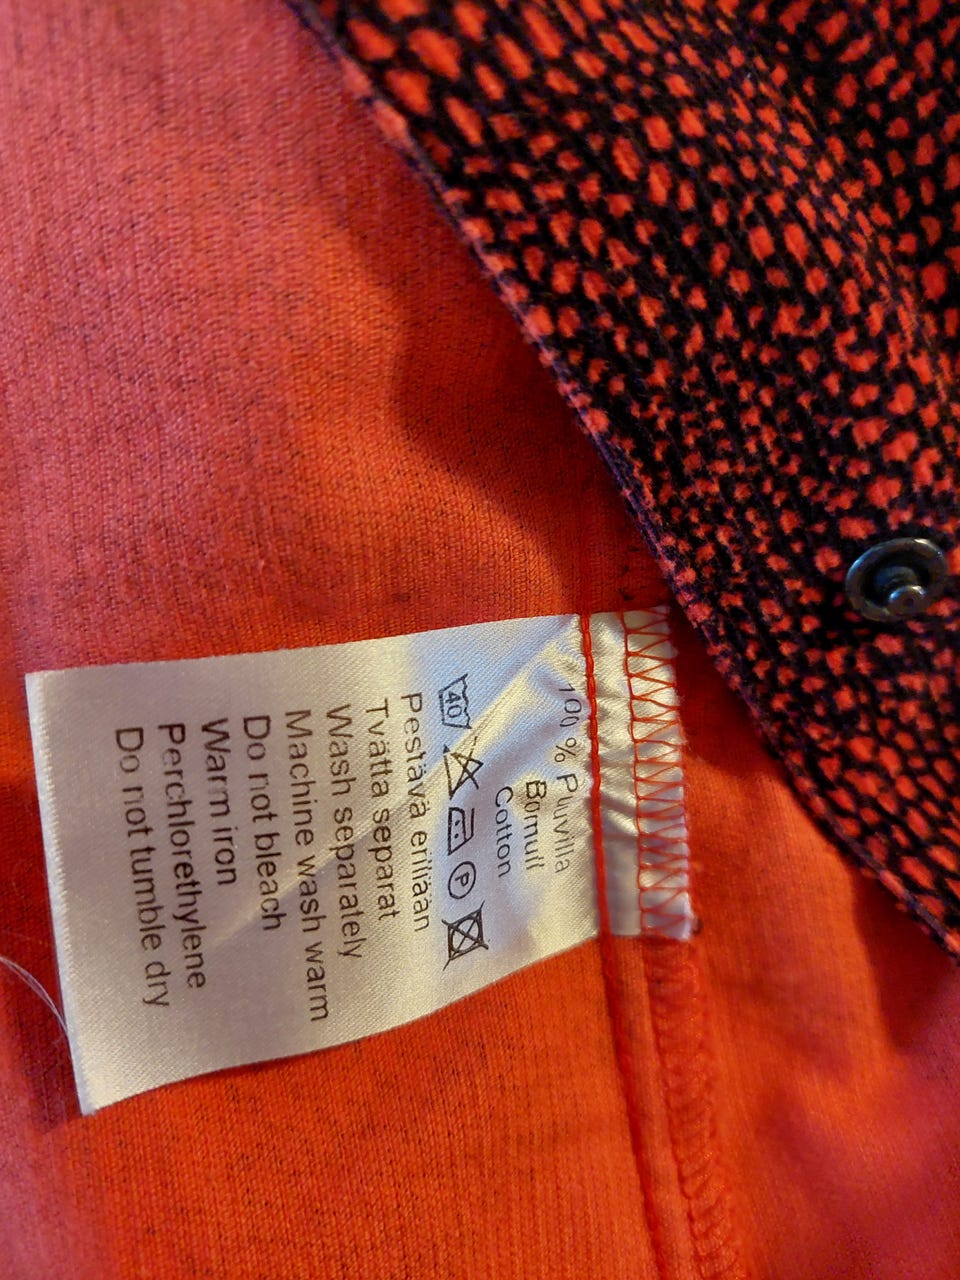 100 % Puuvilla
Bomull
Cotton
40 P
Pestävä erillään
Tvätta separat
Wash separately
Machine wash warm
Do not bleach
Warm iron
Perchlorethylene
Do not tumble dry